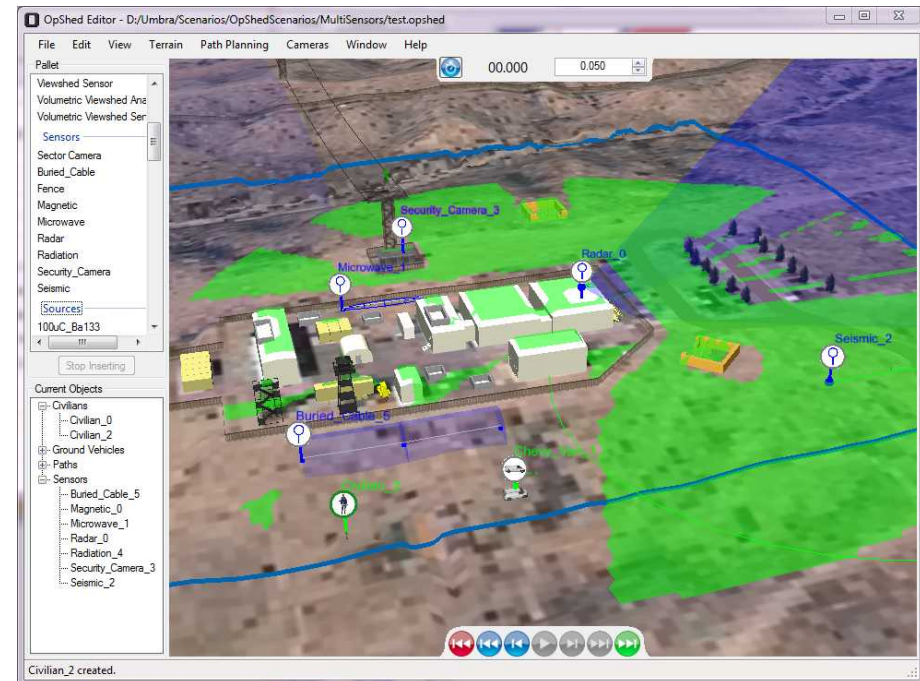 OpShed Editor - D:/Umbra/Scenarios/OpShedScenarios/MultiSensors/test.opshed
File Edit View Terrain Path Planning Cameras Window Help
Pallet
Viewshed Sensor
Volumetric Viewshed Ana
Volumetric Viewshed Ser
Sensors
Sector Camera
Buried_Cable
Fence
Magnetic
Microwave
Radar
Radiation
Security_Camera
Seismic
Sources
100uC_Ba133
Stop Inserting
Current Objects
Civilians
Civilian_0
Civilian_2
Ground Vehicles
Paths
Sensors
Buried_Cable_5
Magnetic_0
Microwave_1
Radar_0
Radiation_4
Security_Camera_3
Seismic_2
00.000 0.050
Security_Camera_3
Radar_0
Microwave_1
Seismic_2
Buried_Cable_5
Civilian_2 created.